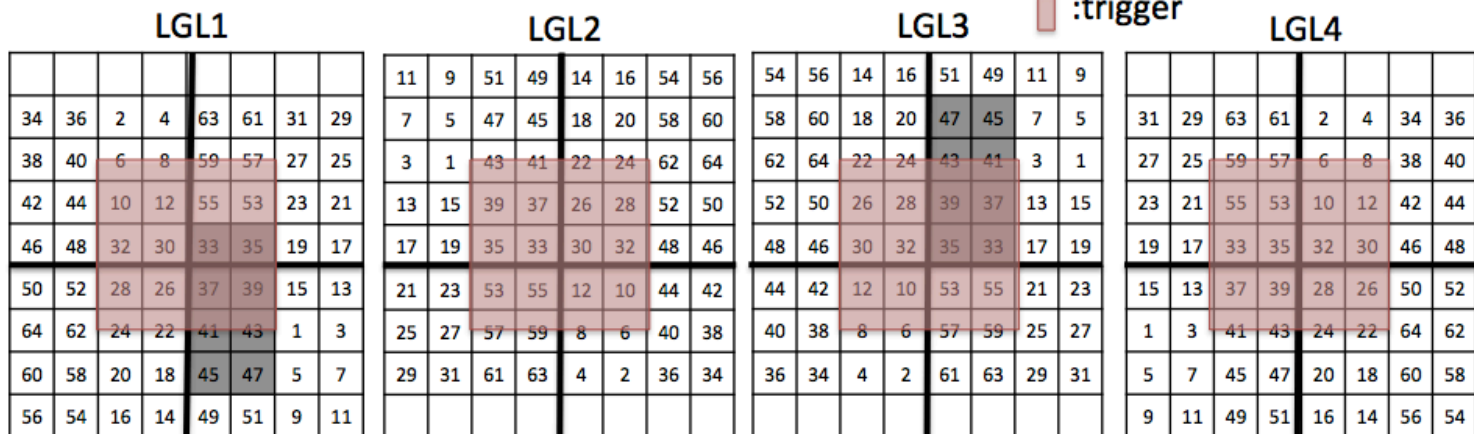 :trigger
LGL1
34 36 2 4 63 61 31 29
38 40 6 8 59 57 27 25
42 44 10 12 55 53 23 21
46 48 32 30 33 35 19 17
50 52 28 26 37 39 15 13
64 62 24 22 41 43 1 3
60 58 20 18 45 47 5 7
56 54 16 14 49 51 9 11
LGL2
11 9 51 49 14 16 54 56
7 5 47 45 18 20 58 60
3 1 43 41 22 24 62 64
13 15 39 37 26 28 52 50
17 19 35 33 30 32 48 46
21 23 53 55 12 10 44 42
25 27 57 59 8 6 40 38
29 31 61 63 4 2 36 34
LGL3
54 56 14 16 51 49 11 9
58 60 18 20 47 45 7 5
62 64 22 24 43 41 3 1
52 50 26 28 39 37 13 15
48 46 30 32 35 33 17 19
44 42 12 10 53 55 21 23
40 38 8 6 57 59 25 27
36 34 4 2 61 63 29 31
LGL4
31 29 63 61 2 4 34 36
27 25 59 57 6 8 38 40
23 21 55 53 10 12 42 44
19 17 33 35 32 30 46 48
15 13 37 39 28 26 50 52
1 3 41 43 24 22 64 62
5 7 45 47 20 18 60 58
9 11 49 51 16 14 56 54